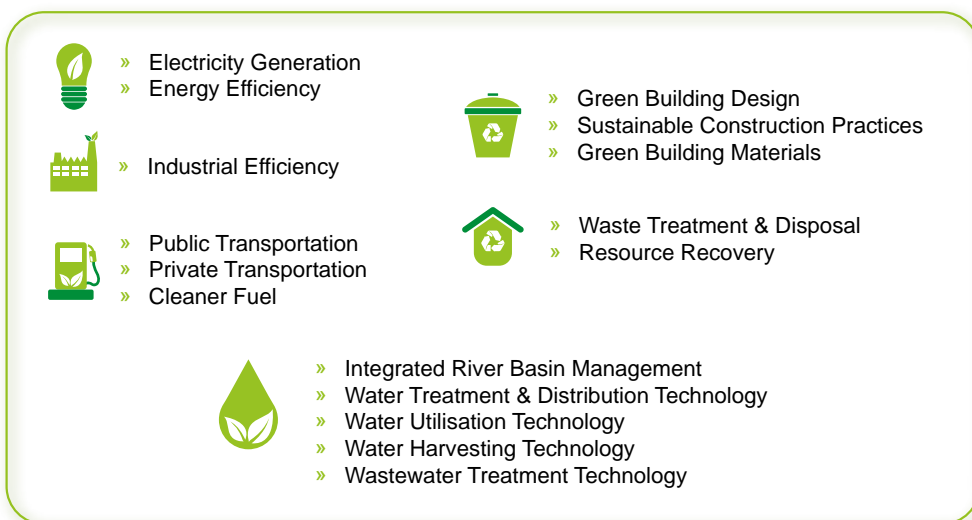 » Electricity Generation
» Energy Efficiency
» Industrial Efficiency
» Public Transportation
» Private Transportation
» Cleaner Fuel
» Green Building Design
» Sustainable Construction Practices
» Green Building Materials
» Waste Treatment & Disposal
» Resource Recovery
» Integrated River Basin Management
» Water Treatment & Distribution Technology
» Water Utilisation Technology
» Water Harvesting Technology
» Wastewater Treatment Technology